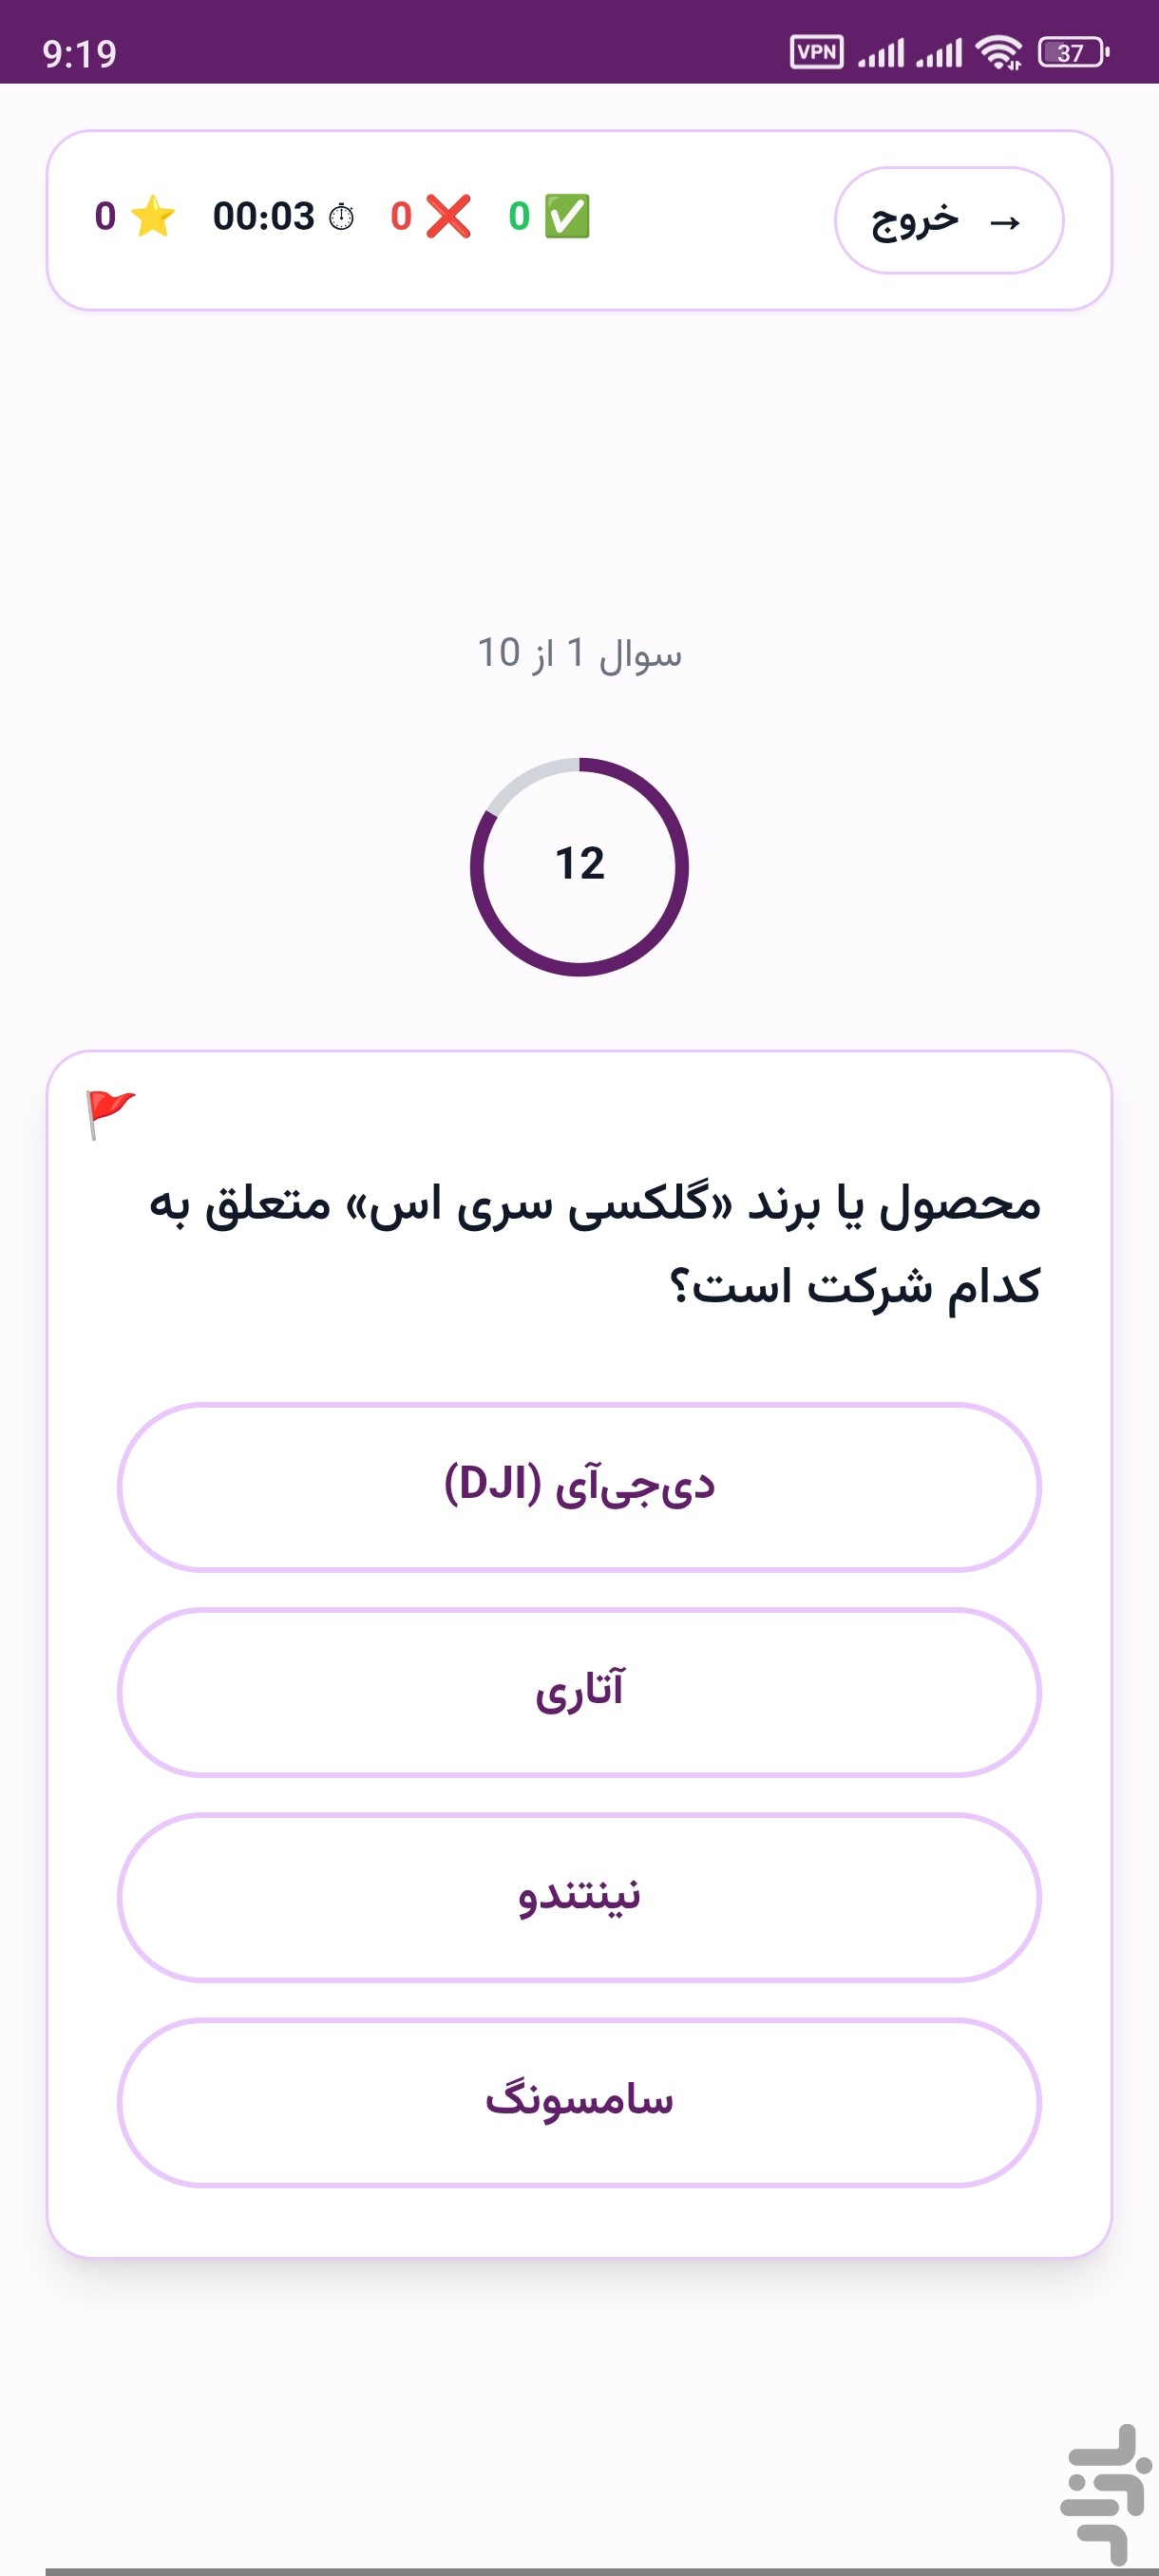 9:19 VPN 37
→ خروج
0 ✅ 0 ❌ 00:03 ⏱ 0 ⭐
سوال 1 از 10
12
🚩
محصول یا برند «گلکسی سری اس» متعلق به
کدام شرکت است؟
دی‌جی‌آی (DJI)
آتاری
نینتندو
سامسونگ
بازار